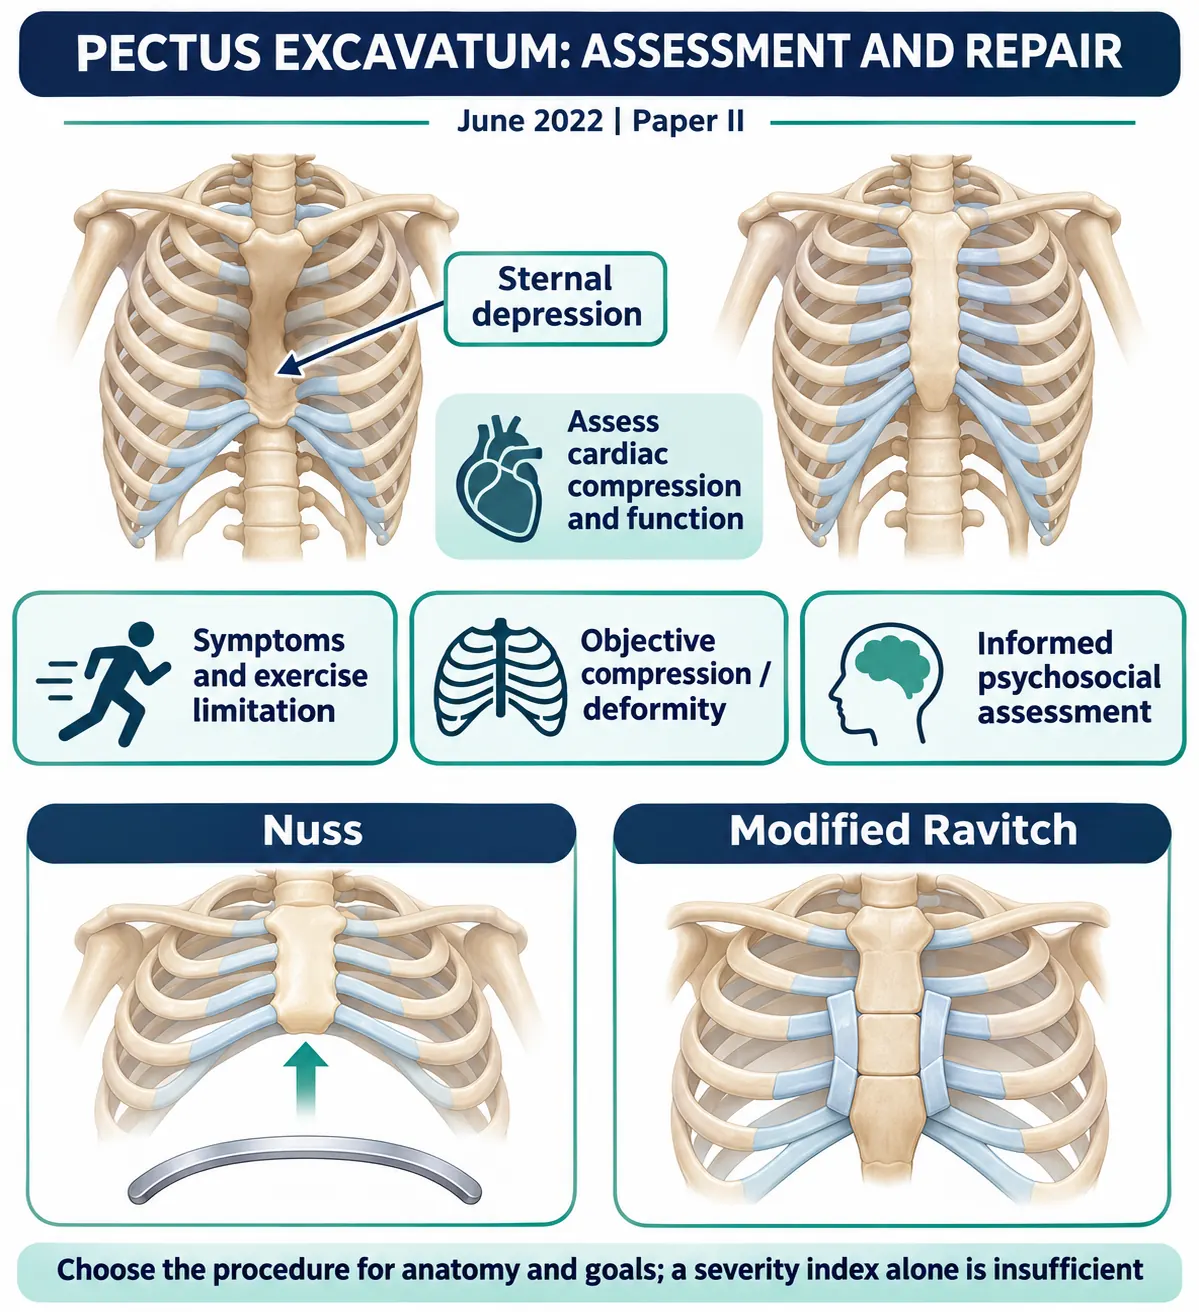 PECTUS EXCAVATUM: ASSESSMENT AND REPAIR
June 2022 | Paper II
Sternal
depression
Assess
cardiac
compression
and function
Symptoms
and exercise
limitation
Objective
compression /
deformity
Informed
psychosocial
assessment
Nuss
Modified Ravitch
Choose the procedure for anatomy and goals; a severity index alone is insufficient